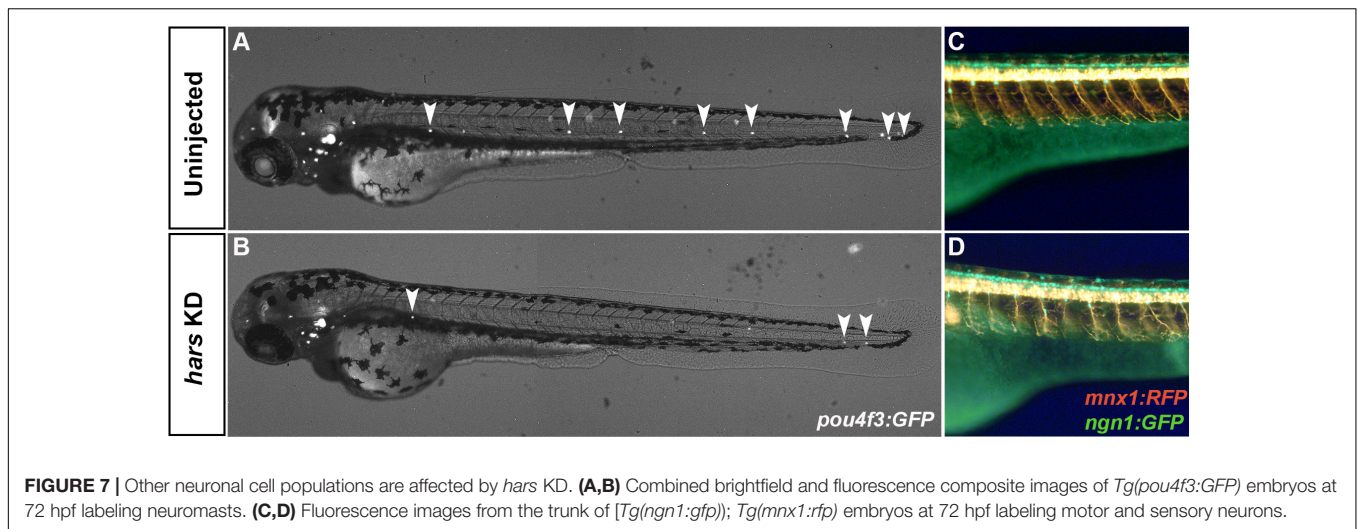 Uninjected
A
C
hars KD
B
pou4f3:GFP
D
mnx1:RFP
ngn1:GFP
FIGURE 7 | Other neuronal cell populations are affected by hars KD. (A,B) Combined brightfield and fluorescence composite images of Tg(pou4f3:GFP) embryos at
72 hpf labeling neuromasts. (C,D) Fluorescence images from the trunk of [Tg(ngn1:gfp)); Tg(mnx1:rfp) embryos at 72 hpf labeling motor and sensory neurons.